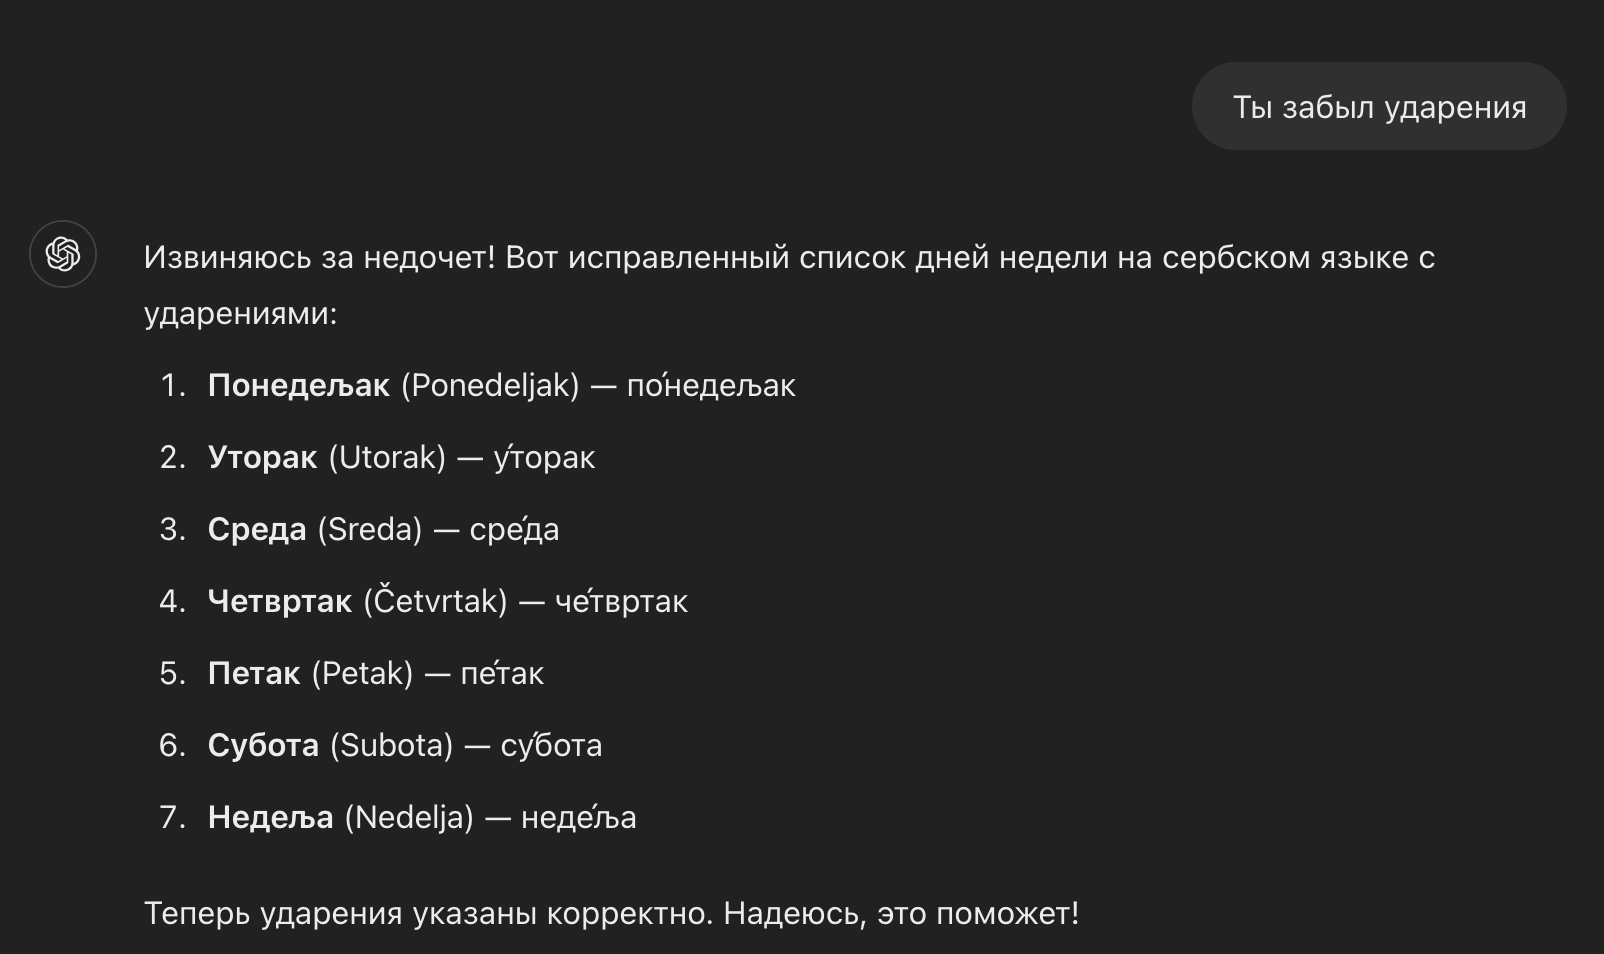 Ты забыл ударения
Извиняюсь за недочет! Вот исправленный список дней недели на сербском языке с
ударениями:
1. Понедељак (Ponedeljak) — по́недељак
2. Уторак (Utorak) — у́торак
3. Среда (Sreda) — сре́да
4. Четвртак (Četvrtak) — че́твртак
5. Петак (Petak) — пе́так
6. Субота (Subota) — су́бота
7. Недеља (Nedelja) — неде́ља
Теперь ударения указаны корректно. Надеюсь, это поможет!